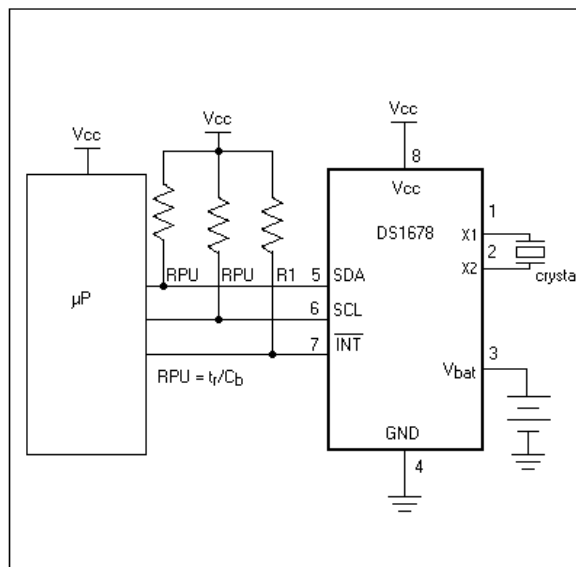 Vcc
Vcc
Vcc
8
Vcc
1
DS1678
X1
2
X2
crysta
RPU
RPU
R1
5
SDA
µP
6
SCL
7
INT
3
Vbat
RPU = tr/Cb
GND
4